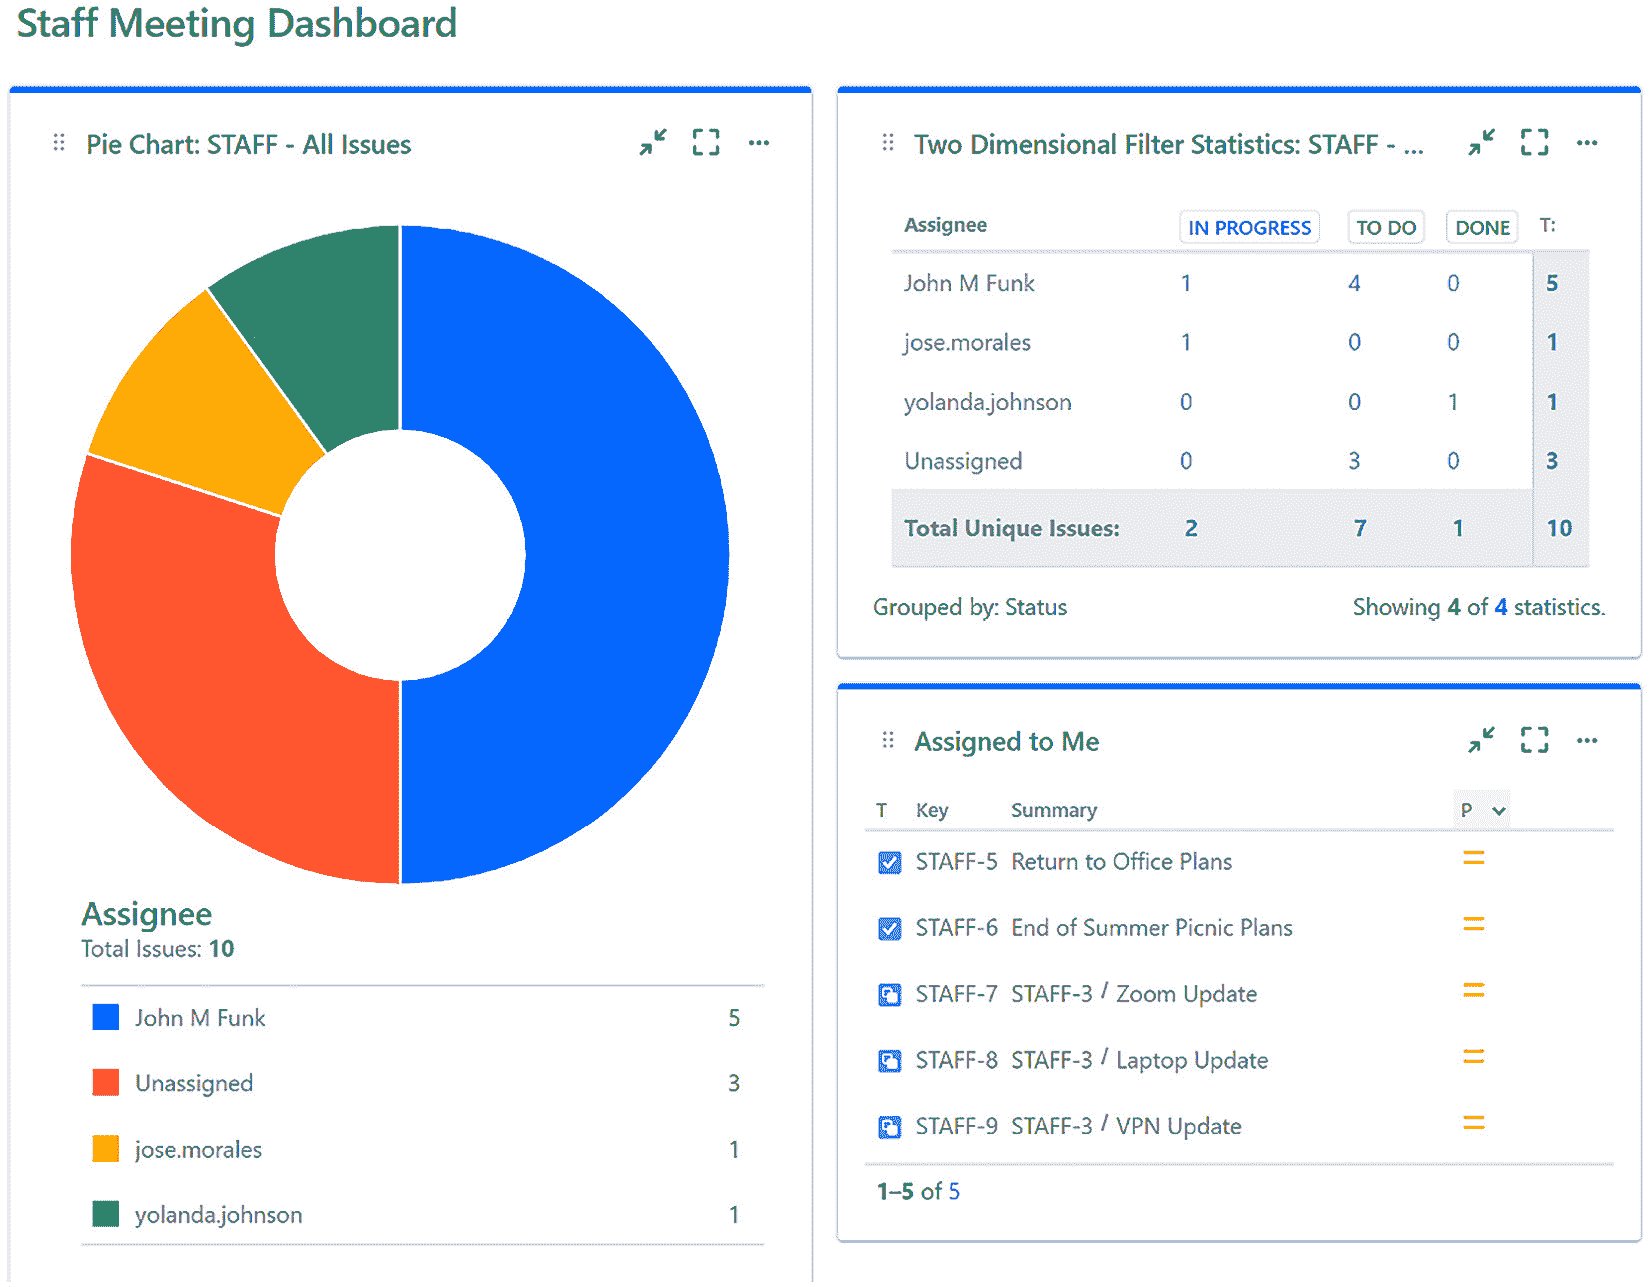 Staff Meeting Dashboard
Pie Chart: STAFF - All Issues
Assignee
Total Issues: 10
John M Funk 5
Unassigned 3
jose.morales 1
yolanda.johnson 1
Two Dimensional Filter Statistics: STAFF - ...
Assignee IN PROGRESS TO DO DONE T:
John M Funk 1 4 0 5
jose.morales 1 0 0 1
yolanda.johnson 0 0 1 1
Unassigned 0 3 0 3
Total Unique Issues: 2 7 1 10
Grouped by: Status Showing 4 of 4 statistics.
Assigned to Me
T Key Summary P
STAFF-5 Return to Office Plans
STAFF-6 End of Summer Picnic Plans
STAFF-7 STAFF-3 / Zoom Update
STAFF-8 STAFF-3 / Laptop Update
STAFF-9 STAFF-3 / VPN Update
1–5 of 5